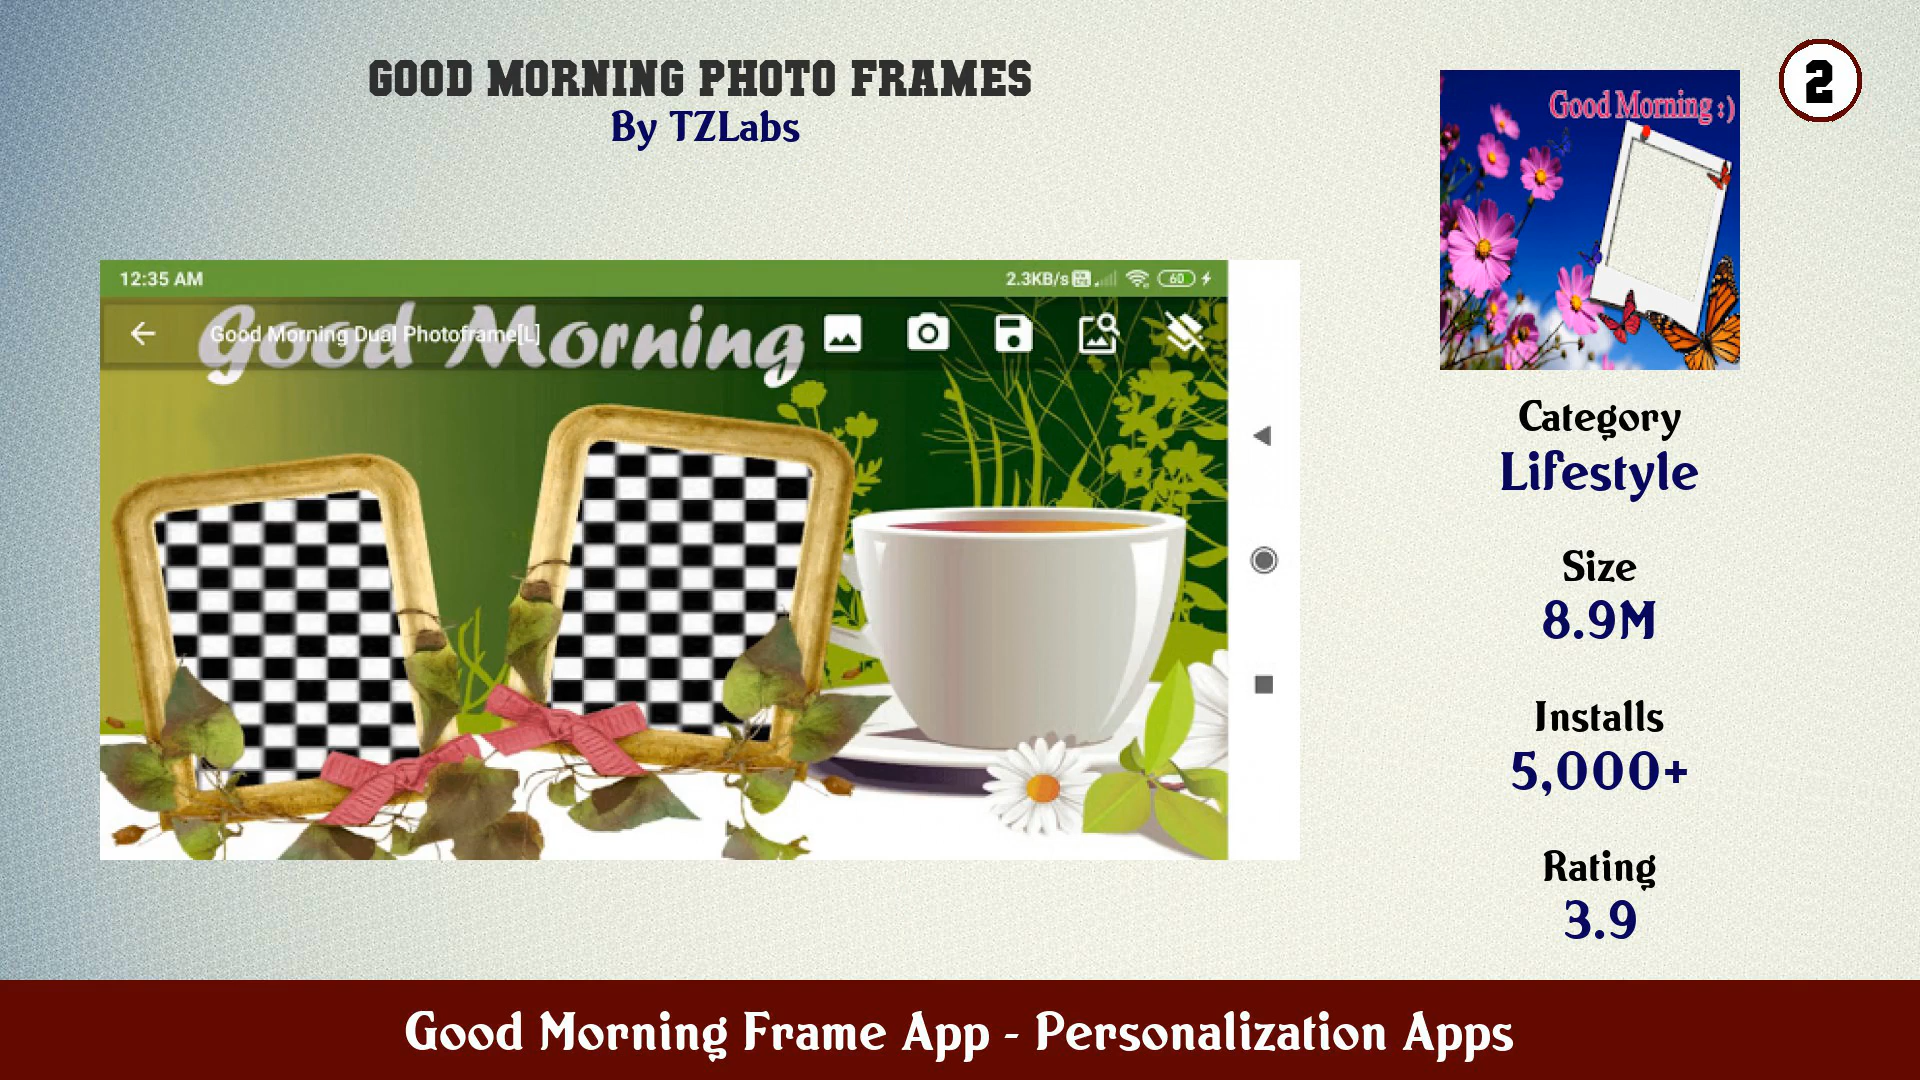 GOOD MORNING PHOTO FRAMES
By TZLabs
2
Good Morning :)
12:35 AM
2.3KB/s
60
Good Morning
Good Morning Dual Photoframe[L]
Category
Lifestyle
Size
8.9M
Installs
5,000+
Rating
3.9
Good Morning Frame App - Personalization Apps